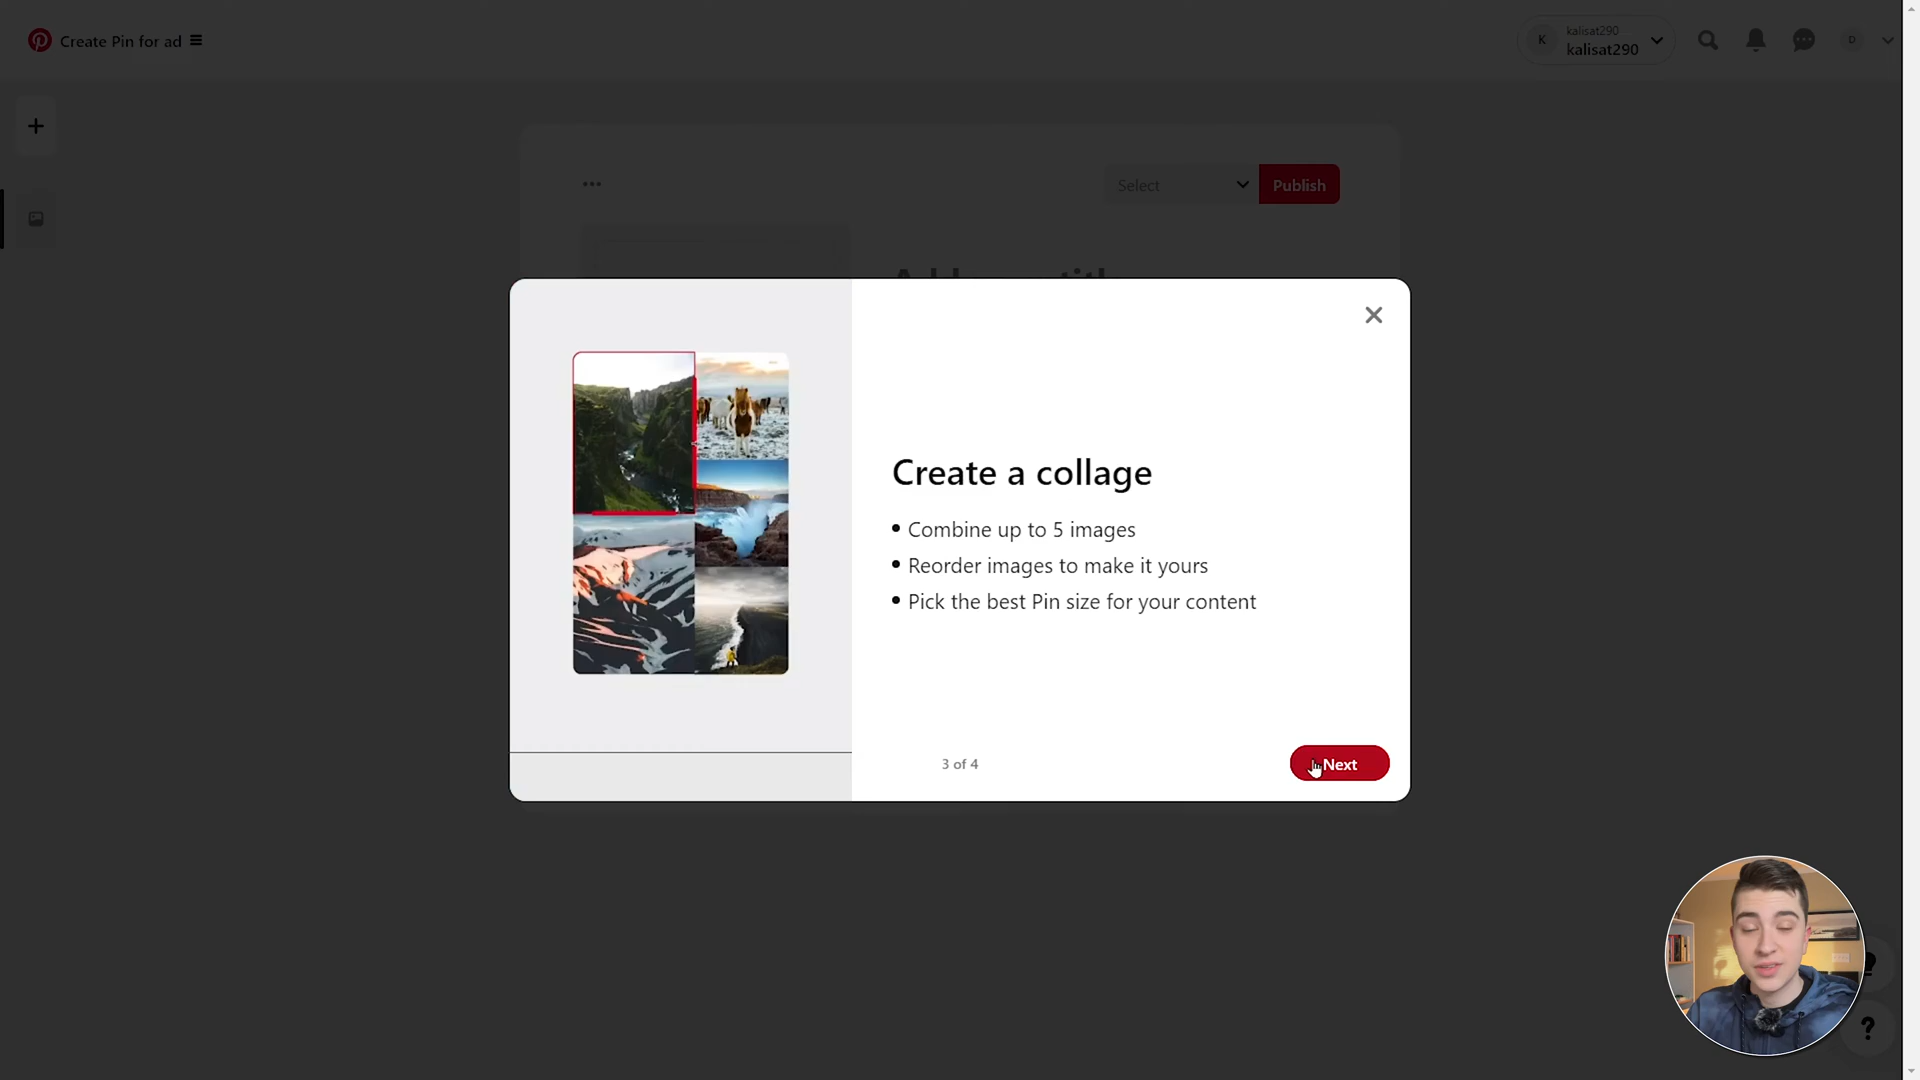 Create Pin for ad
K
kalisat290
kalisat290
D
Select
Publish
Create a collage
• Combine up to 5 images
• Reorder images to make it yours
• Pick the best Pin size for your content
3 of 4
Next
?